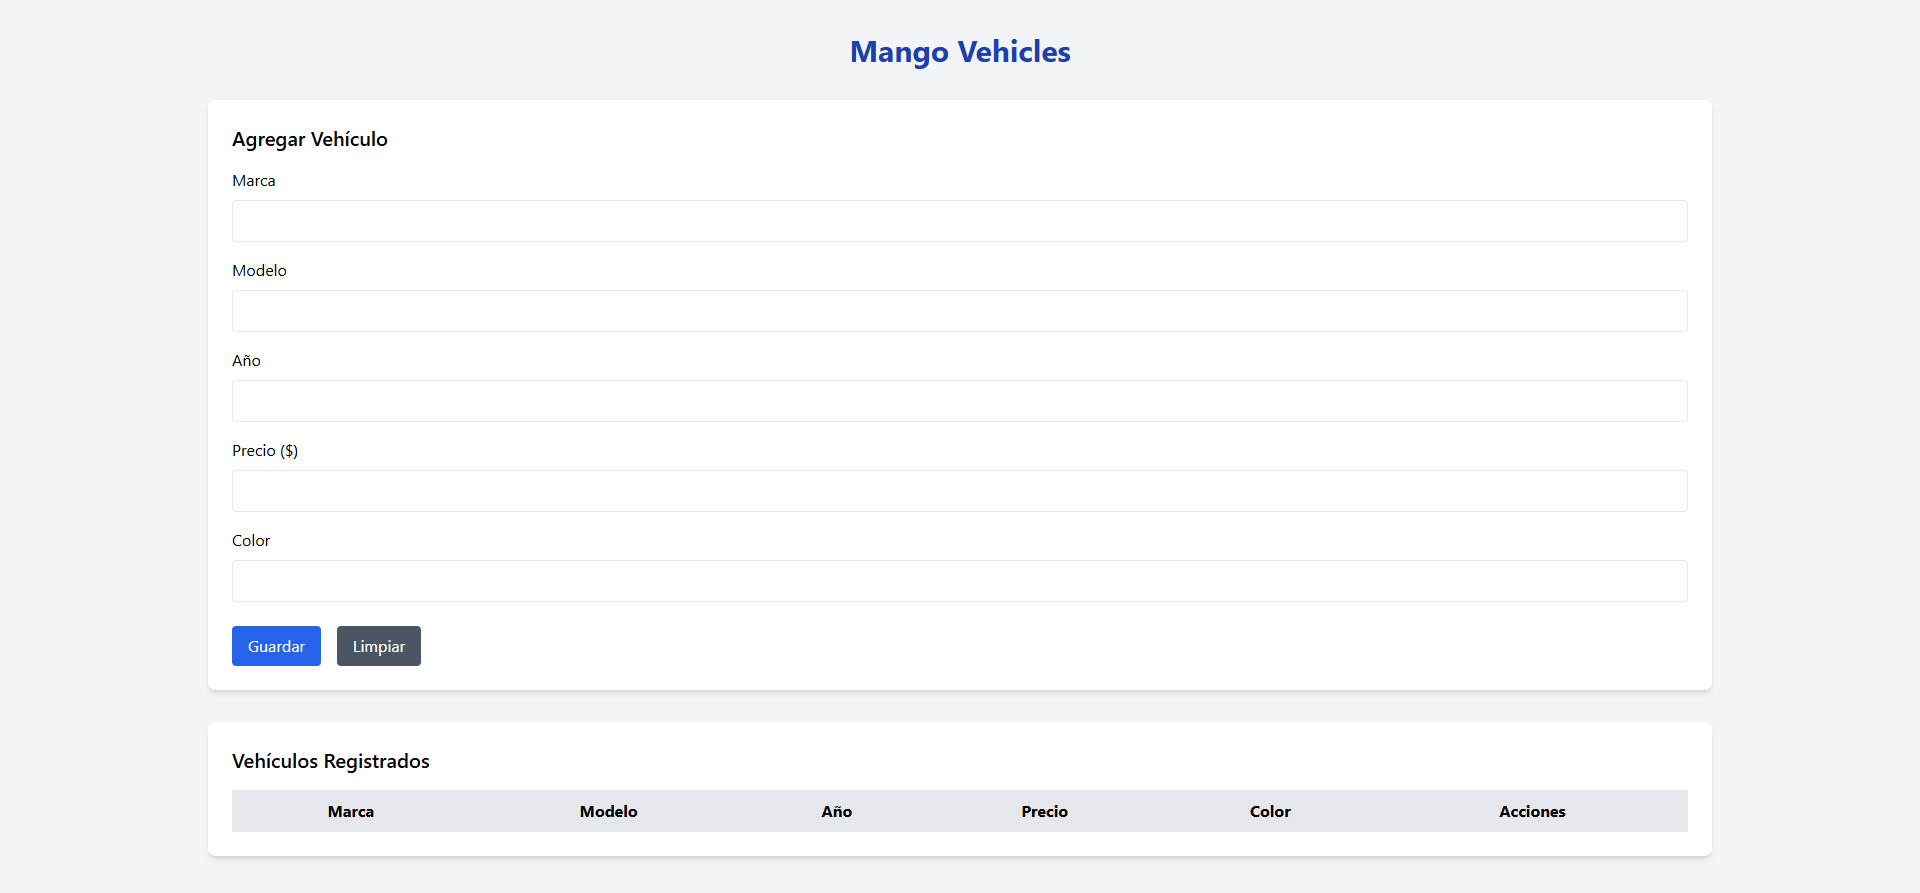 Mango Vehicles
Agregar Vehículo
Marca
Modelo
Año
Precio ($)
Color
Guardar Limpiar
Vehículos Registrados
Marca Modelo Año Precio Color Acciones